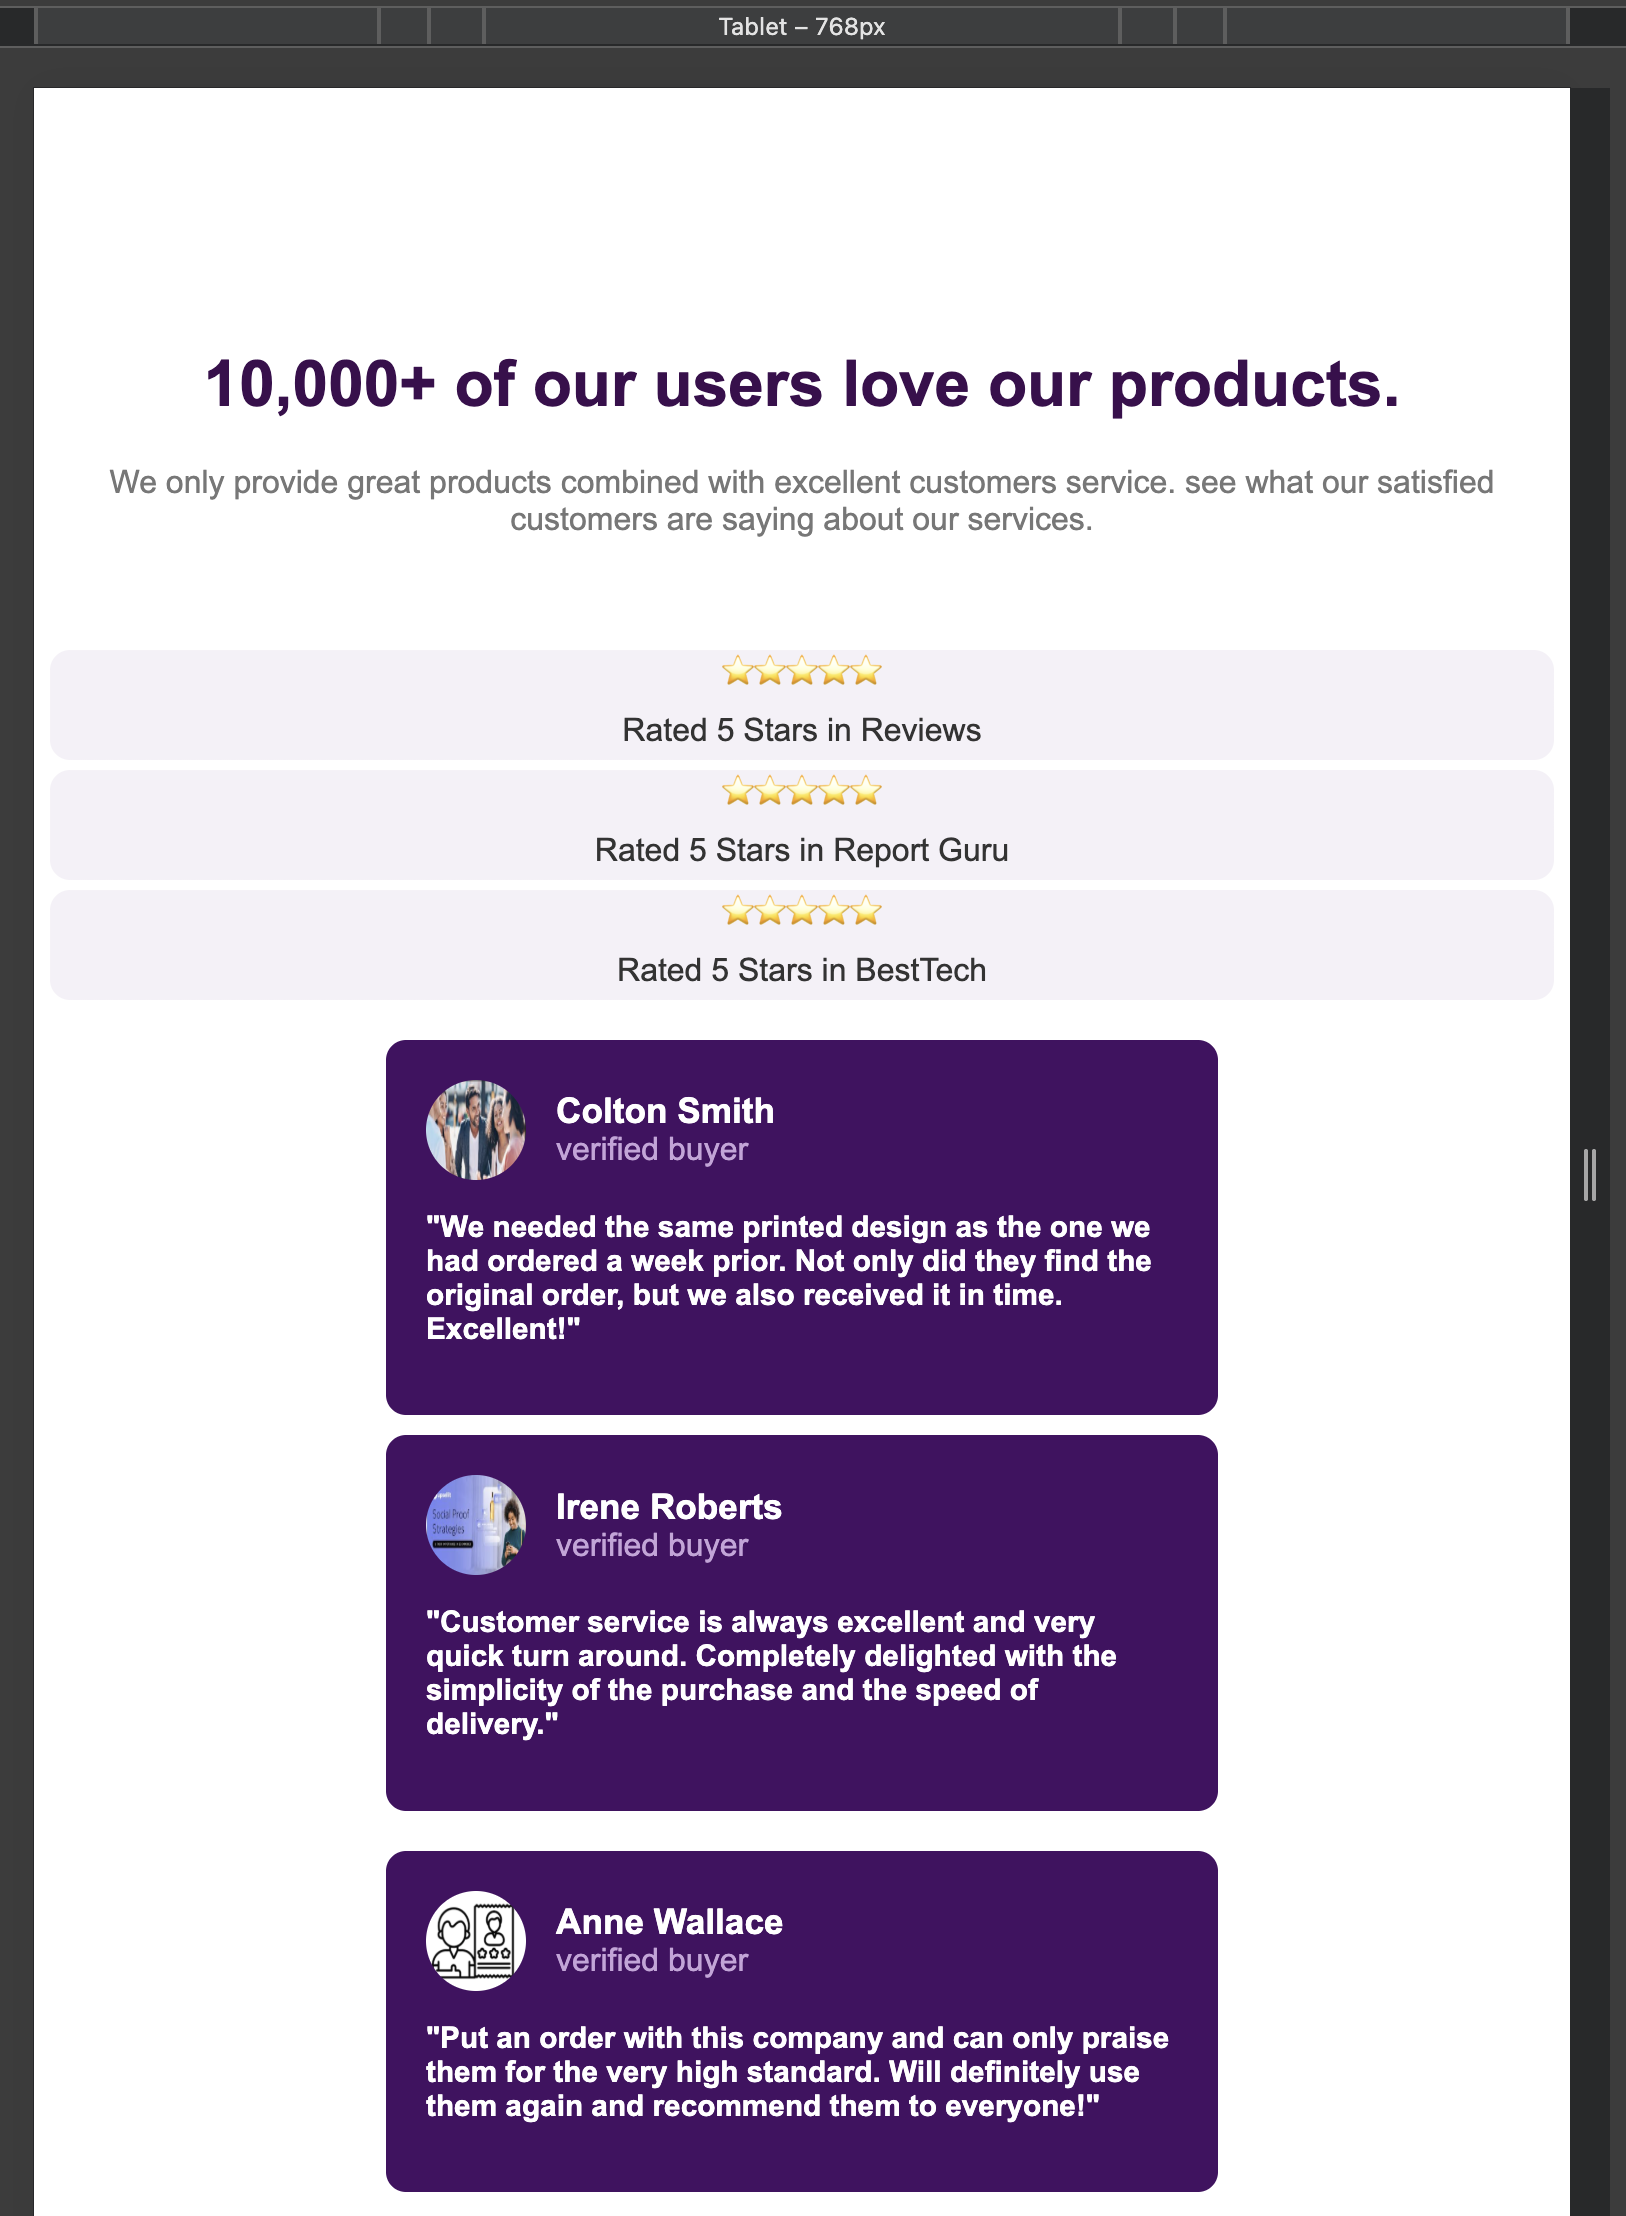 Tablet – 768px
10,000+ of our users love our products.
We only provide great products combined with excellent customers service. see what our satisfied
customers are saying about our services.
Rated 5 Stars in Reviews
Rated 5 Stars in Report Guru
Rated 5 Stars in BestTech
Colton Smith
verified buyer
"We needed the same printed design as the one we
had ordered a week prior. Not only did they find the
original order, but we also received it in time.
Excellent!"
Irene Roberts
verified buyer
Social Proof
Strategies
"Customer service is always excellent and very
quick turn around. Completely delighted with the
simplicity of the purchase and the speed of
delivery."
Anne Wallace
verified buyer
"Put an order with this company and can only praise
them for the very high standard. Will definitely use
them again and recommend them to everyone!"